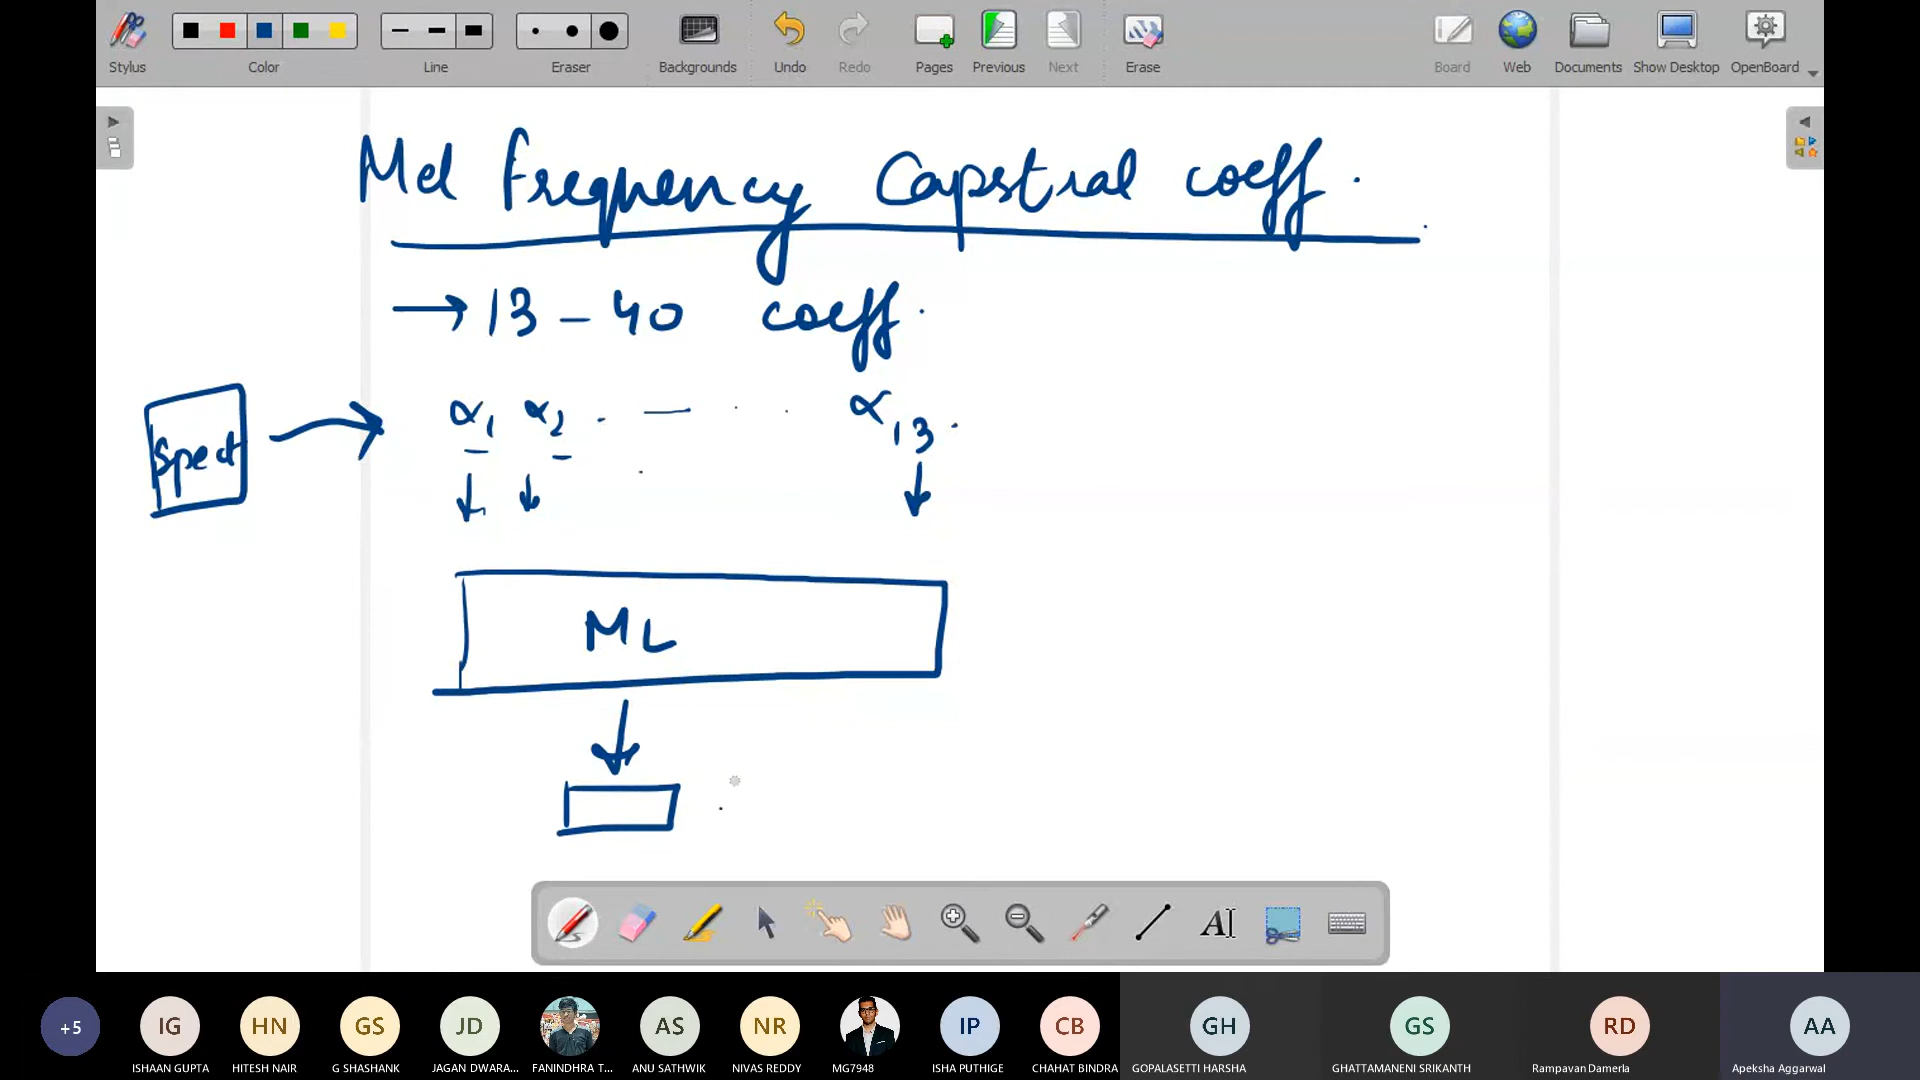 Stylus
Color
Line
Eraser
Backgrounds
Undo
Redo
Pages
Previous
Next
Erase
Board
Web
Documents
Show Desktop
OpenBoard
Mel frequency Capstral coeff.
→ 13 - 40 coeff.
Spect
α1 α2 . — . . α13.
ML
AI
+5
IG
HN
GS
JD
AS
NR
IP
CB
GH
GS
RD
AA
ISHAAN GUPTA
HITESH NAIR
G SHASHANK
JAGAN DWARA...
FANINDHRA T...
ANU SATHWIK
NIVAS REDDY
MG7948
ISHA PUTHIGE
CHAHAT BINDRA
GOPALASETTI HARSHA
GHATTAMANENI SRIKANTH
Rampavan Damerla
Apeksha Aggarwal